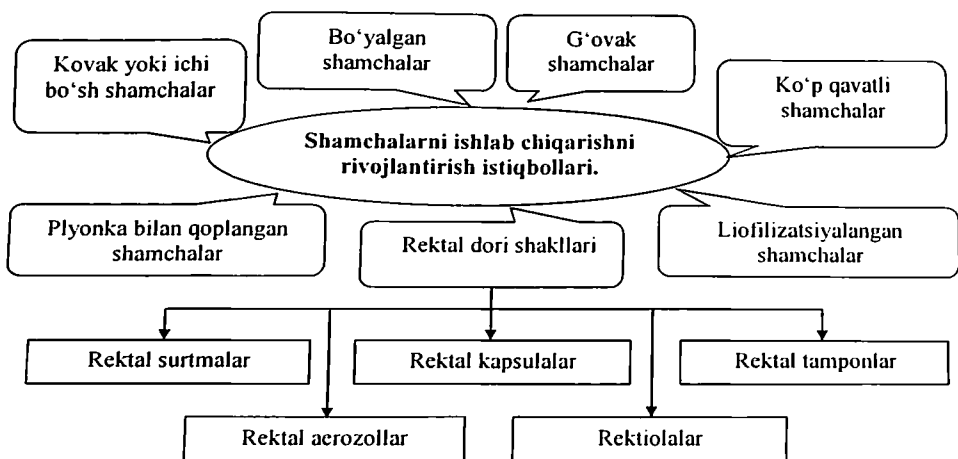 Bo‘yalgan
shamchalar
G‘ovak
shamchalar
Kovak yoki ichi
bo‘sh shamchalar
Ko‘p qavatli
shamchalar
Shamchalarni ishlab chiqarishni
rivojlantirish istiqbollari.
Plyonka bilan qoplangan
shamchalar
Rektal dori shakllari
Liofilizatsiyalangan
shamchalar
Rektal surtmalar
Rektal kapsulalar
Rektal tamponlar
Rektal aerozollar
Rektiolalar